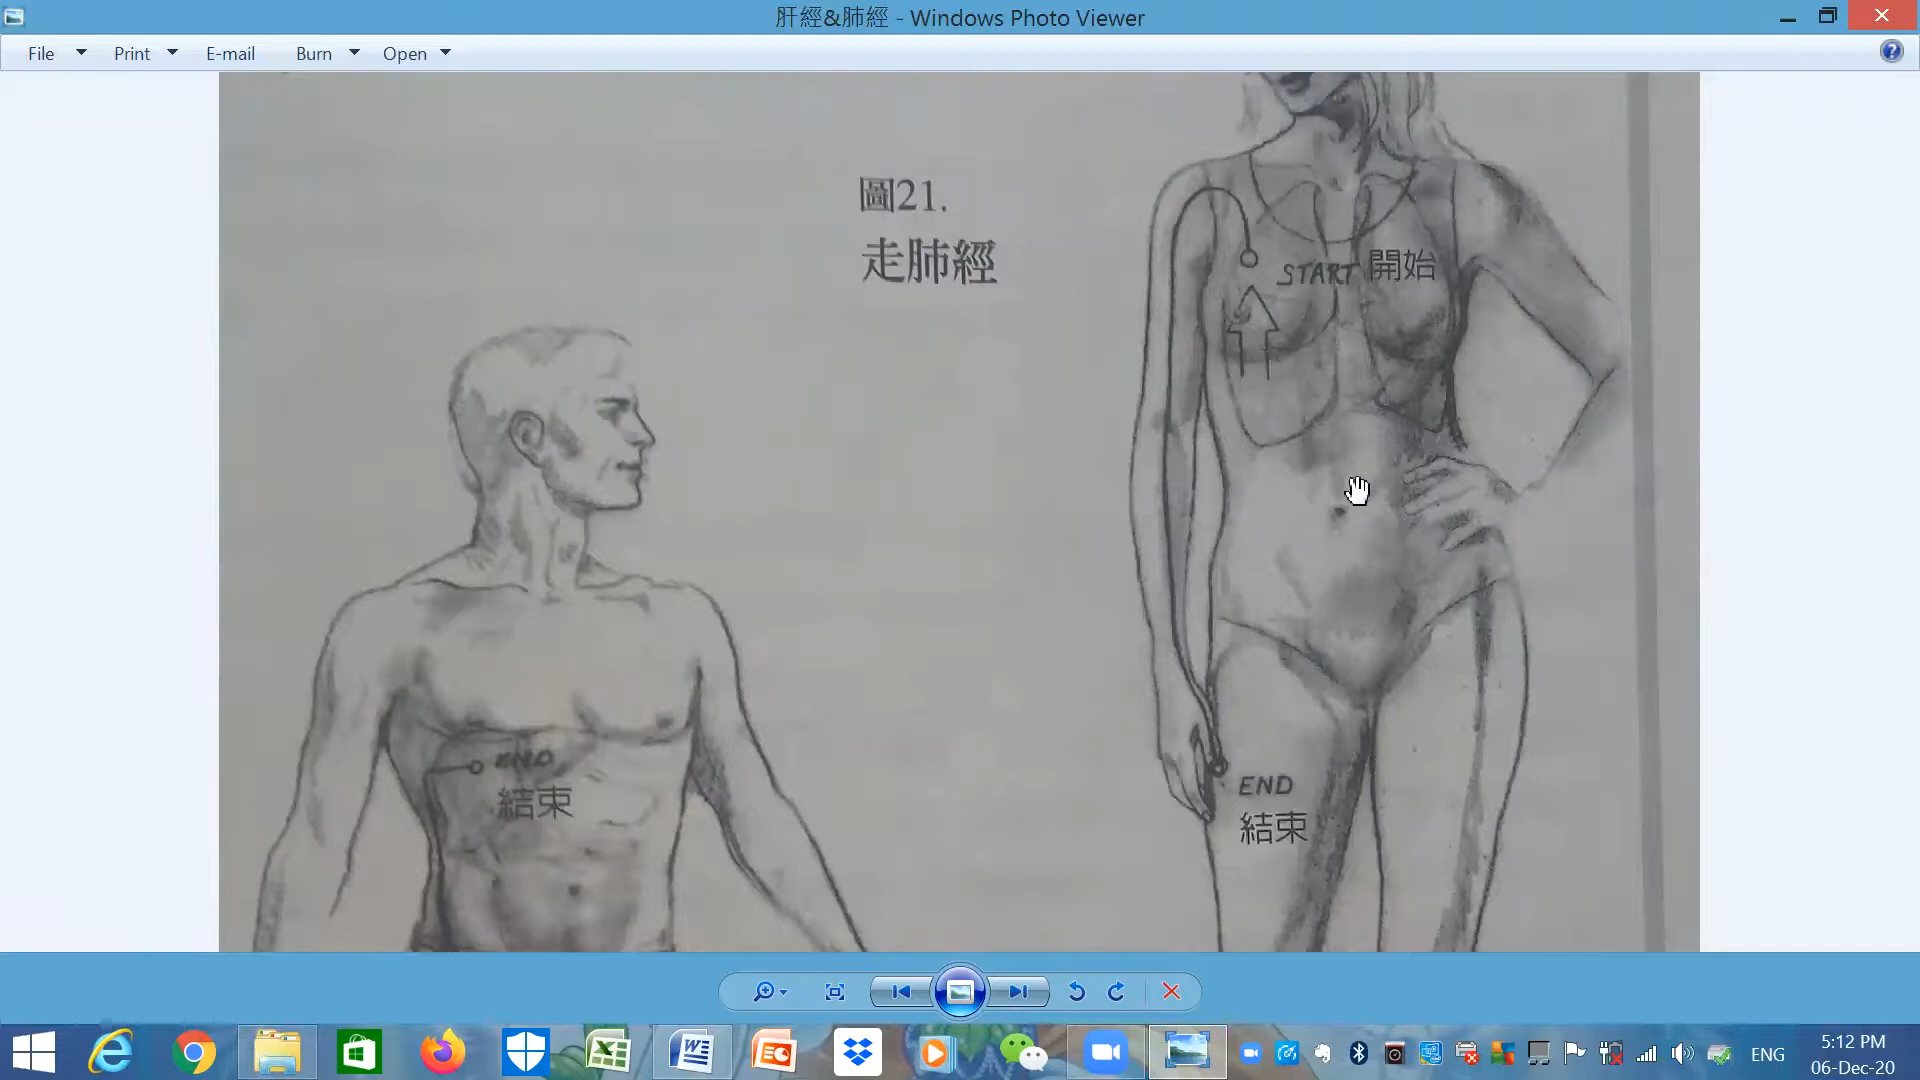 肝經&肺經 - Windows Photo Viewer
File Print E-mail Burn Open
圖21.
走肺經
START 開始
END
結束
END
結束
ENG
5:12 PM
06-Dec-20